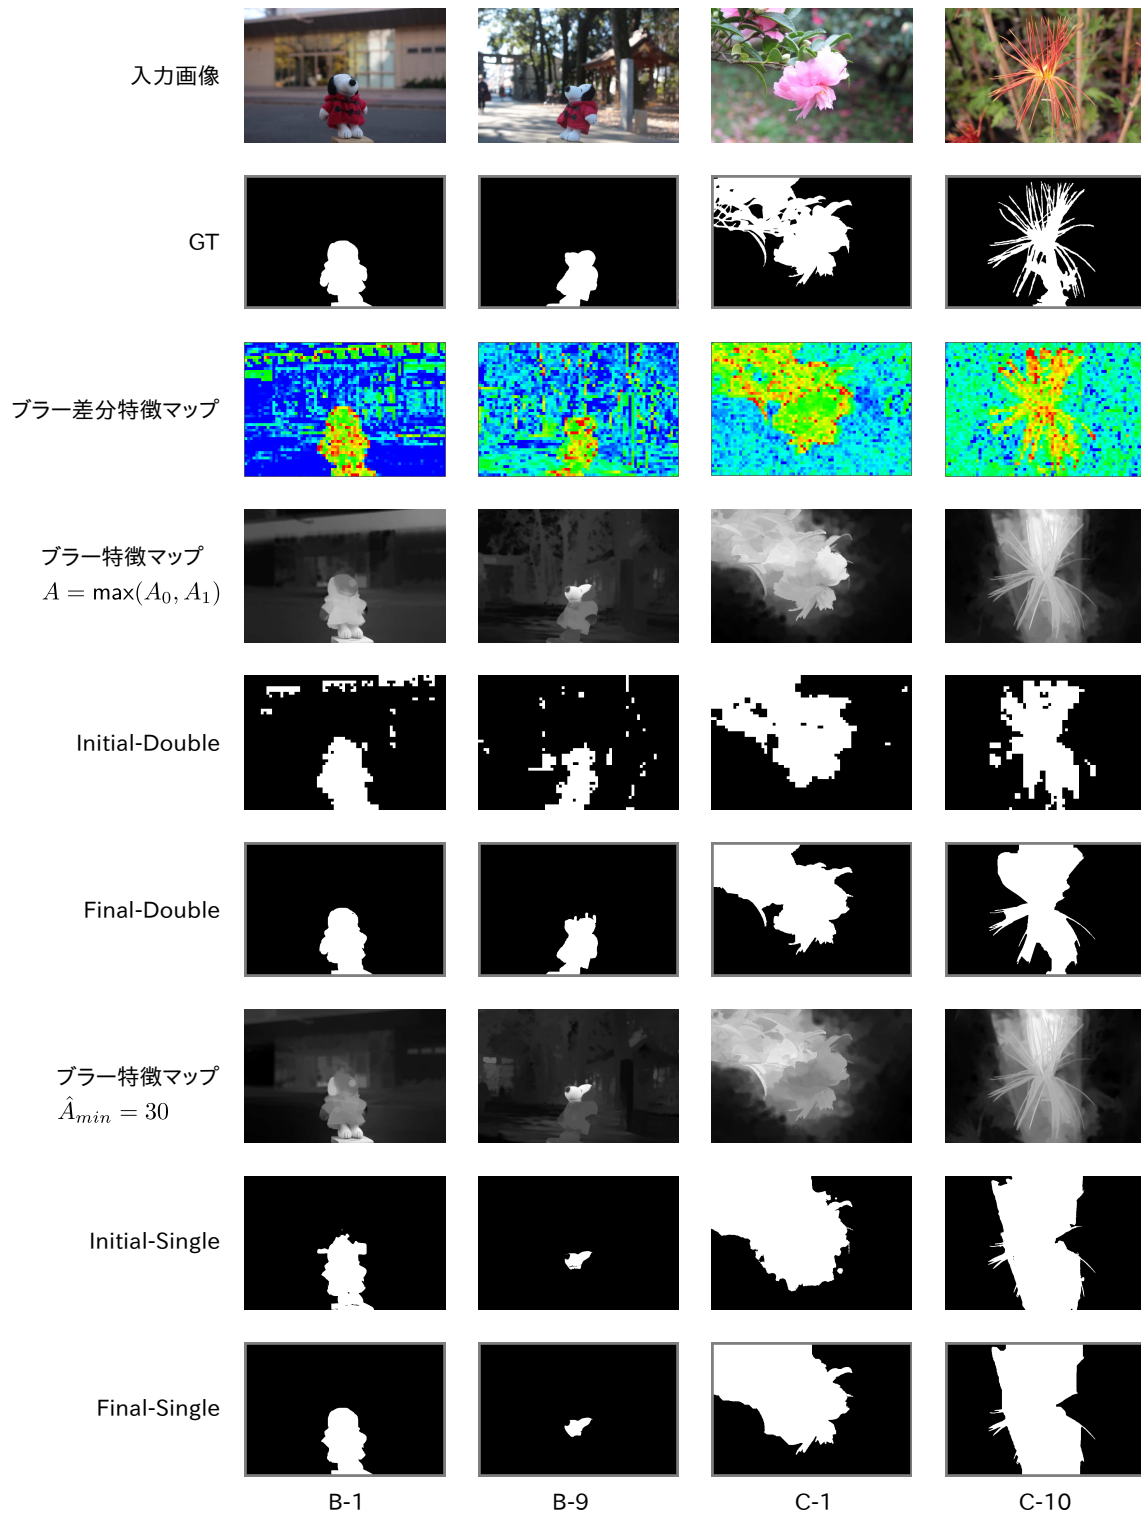 入力画像
GT
ブラー差分特徴マップ
ブラー特徴マップ
A = max(A₀, A₁)
Initial-Double
Final-Double
ブラー特徴マップ
Â_min = 30
Initial-Single
Final-Single
B-1 B-9 C-1 C-10